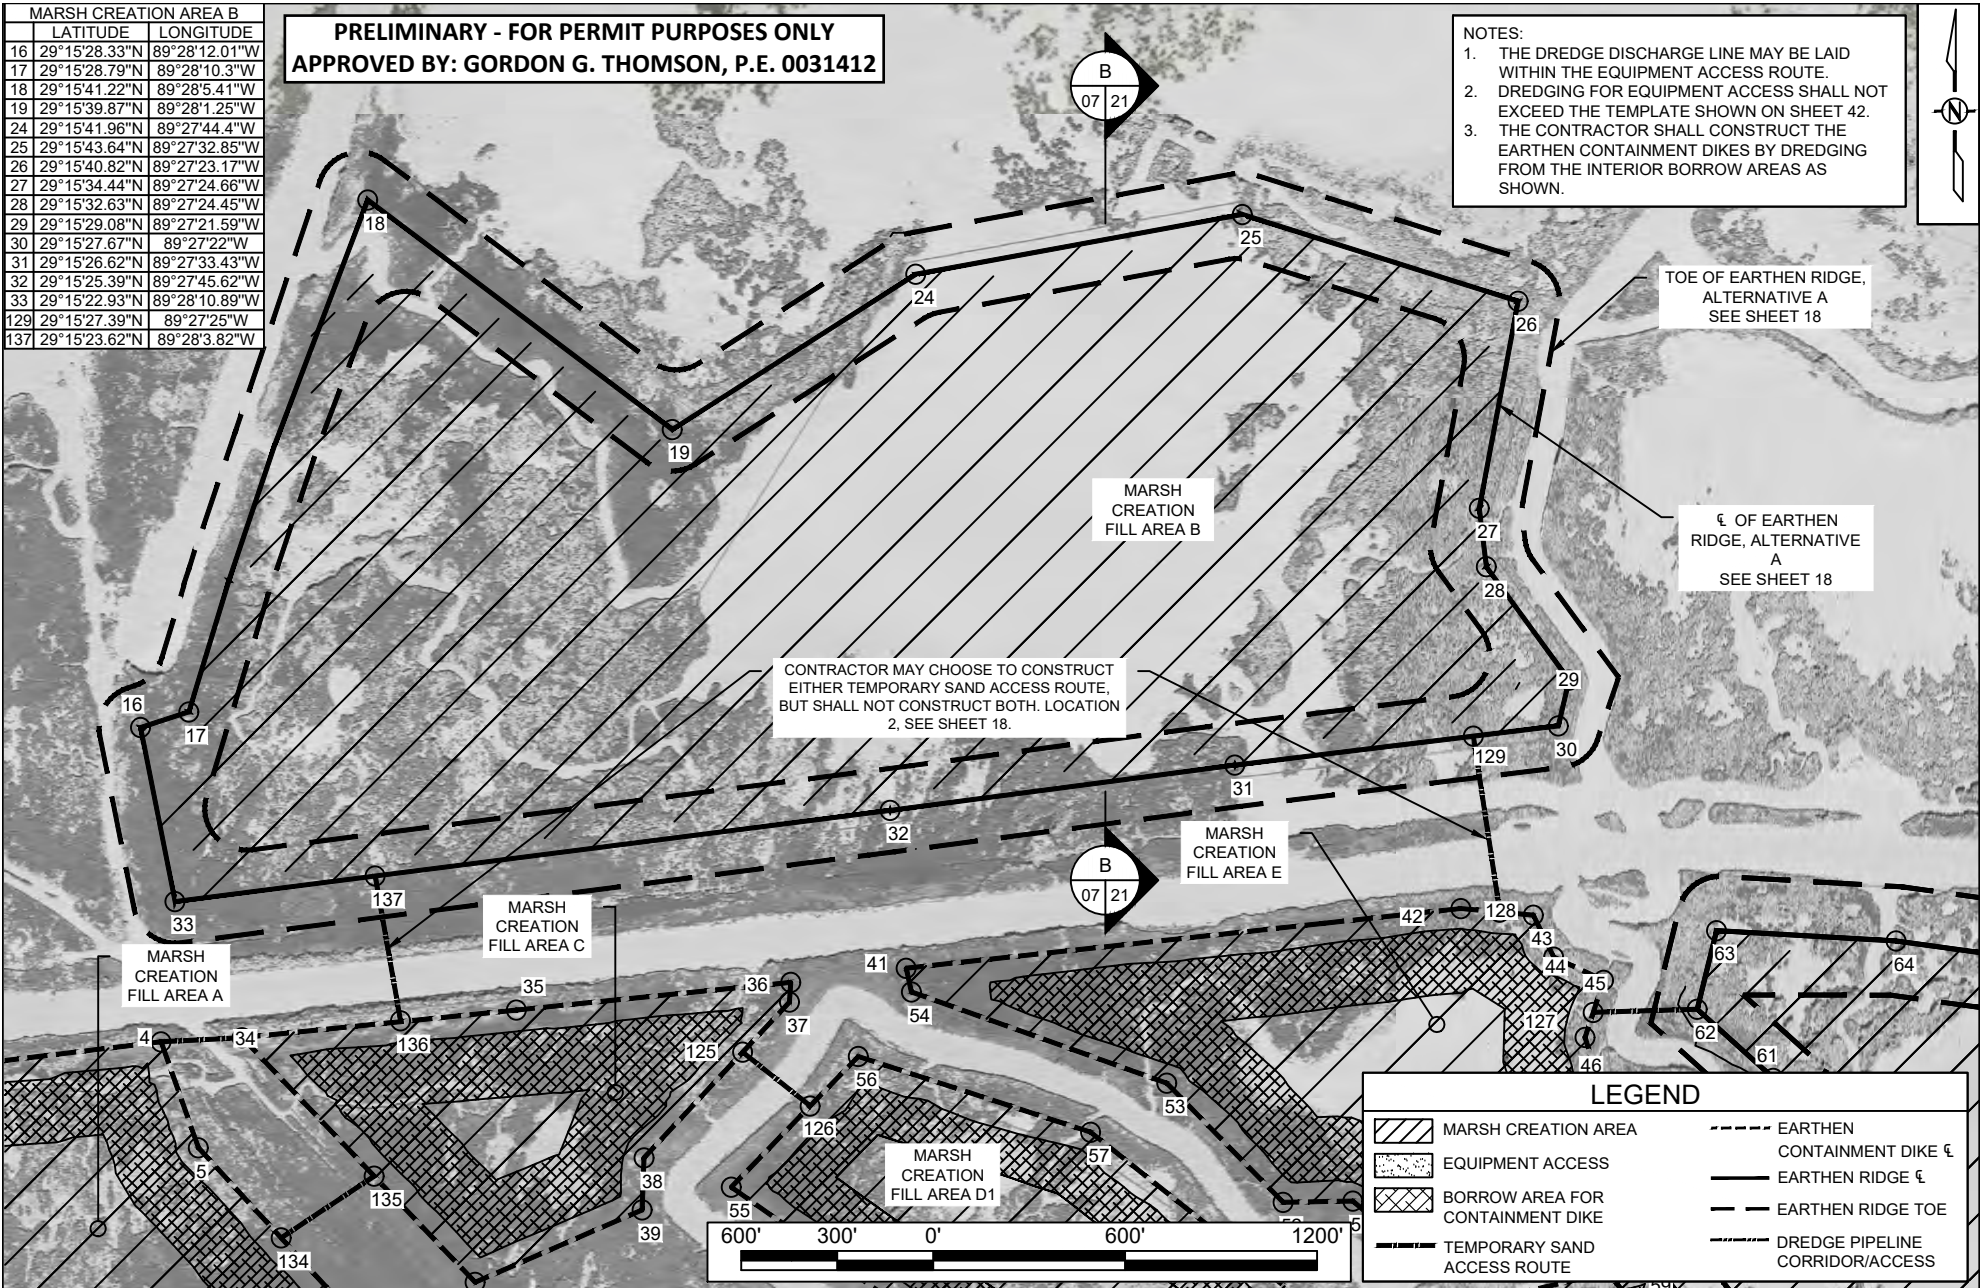 MARSH CREATION AREA B
LATITUDE LONGITUDE
16 29°15'28.33"N 89°28'12.01"W
17 29°15'28.79"N 89°28'10.3"W
18 29°15'41.22"N 89°28'5.41"W
19 29°15'39.87"N 89°28'1.25"W
24 29°15'41.96"N 89°27'44.4"W
25 29°15'43.64"N 89°27'32.85"W
26 29°15'40.82"N 89°27'23.17"W
27 29°15'34.44"N 89°27'24.66"W
28 29°15'32.63"N 89°27'24.45"W
29 29°15'29.08"N 89°27'21.59"W
30 29°15'27.67"N 89°27'22"W
31 29°15'26.62"N 89°27'33.43"W
32 29°15'25.39"N 89°27'45.62"W
33 29°15'22.93"N 89°28'10.89"W
129 29°15'27.39"N 89°27'25"W
137 29°15'23.62"N 89°28'3.82"W
PRELIMINARY - FOR PERMIT PURPOSES ONLY
APPROVED BY: GORDON G. THOMSON, P.E. 0031412
B
07 21
NOTES:
1. THE DREDGE DISCHARGE LINE MAY BE LAID
WITHIN THE EQUIPMENT ACCESS ROUTE.
2. DREDGING FOR EQUIPMENT ACCESS SHALL NOT
EXCEED THE TEMPLATE SHOWN ON SHEET 42.
3. THE CONTRACTOR SHALL CONSTRUCT THE
EARTHEN CONTAINMENT DIKES BY DREDGING
FROM THE INTERIOR BORROW AREAS AS
SHOWN.
N
18
25
24
26
19
TOE OF EARTHEN RIDGE,
ALTERNATIVE A
SEE SHEET 18
MARSH
CREATION
FILL AREA B
27
28
℄ OF EARTHEN
RIDGE, ALTERNATIVE
A
SEE SHEET 18
CONTRACTOR MAY CHOOSE TO CONSTRUCT
EITHER TEMPORARY SAND ACCESS ROUTE,
BUT SHALL NOT CONSTRUCT BOTH. LOCATION
2, SEE SHEET 18.
29
16
17
30
129
31
32
MARSH
CREATION
FILL AREA E
B
07 21
137
33
MARSH
CREATION
FILL AREA C
MARSH
CREATION
FILL AREA A
42
128
43
44
45
63
64
41
36
35
37
54
127
62
4
34
136
125
46
61
56
53
126
57
5
38
135
55
39
134
MARSH
CREATION
FILL AREA D1
600' 300' 0' 600' 1200'
LEGEND
MARSH CREATION AREA
EQUIPMENT ACCESS
BORROW AREA FOR
CONTAINMENT DIKE
TEMPORARY SAND
ACCESS ROUTE
EARTHEN
CONTAINMENT DIKE ℄
EARTHEN RIDGE ℄
EARTHEN RIDGE TOE
DREDGE PIPELINE
CORRIDOR/ACCESS